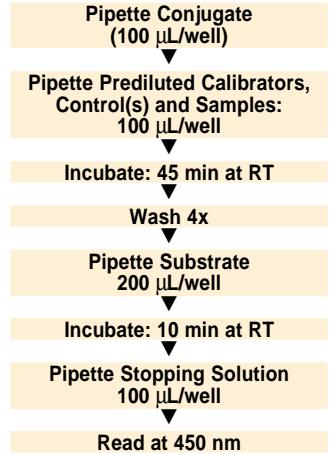 Pipette Conjugate
(100 µL/well)
Pipette Prediluted Calibrators,
Control(s) and Samples:
100 µL/well
Incubate: 45 min at RT
Wash 4x
Pipette Substrate
200 µL/well
Incubate: 10 min at RT
Pipette Stopping Solution
100 µL/well
Read at 450 nm